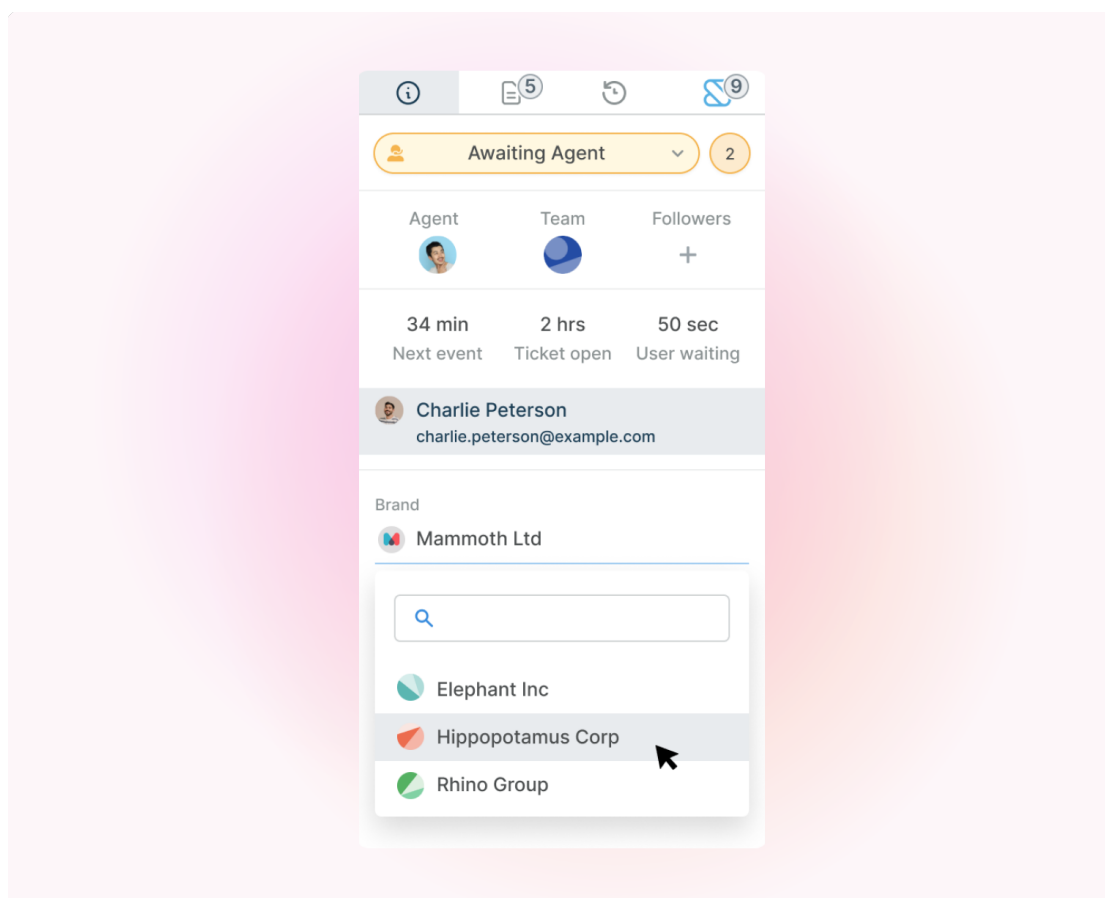 5
9
Awaiting Agent
2
Agent Team Followers
34 min 2 hrs 50 sec
Next event Ticket open User waiting
Charlie Peterson
charlie.peterson@example.com
Brand
Mammoth Ltd
Elephant Inc
Hippopotamus Corp
Rhino Group